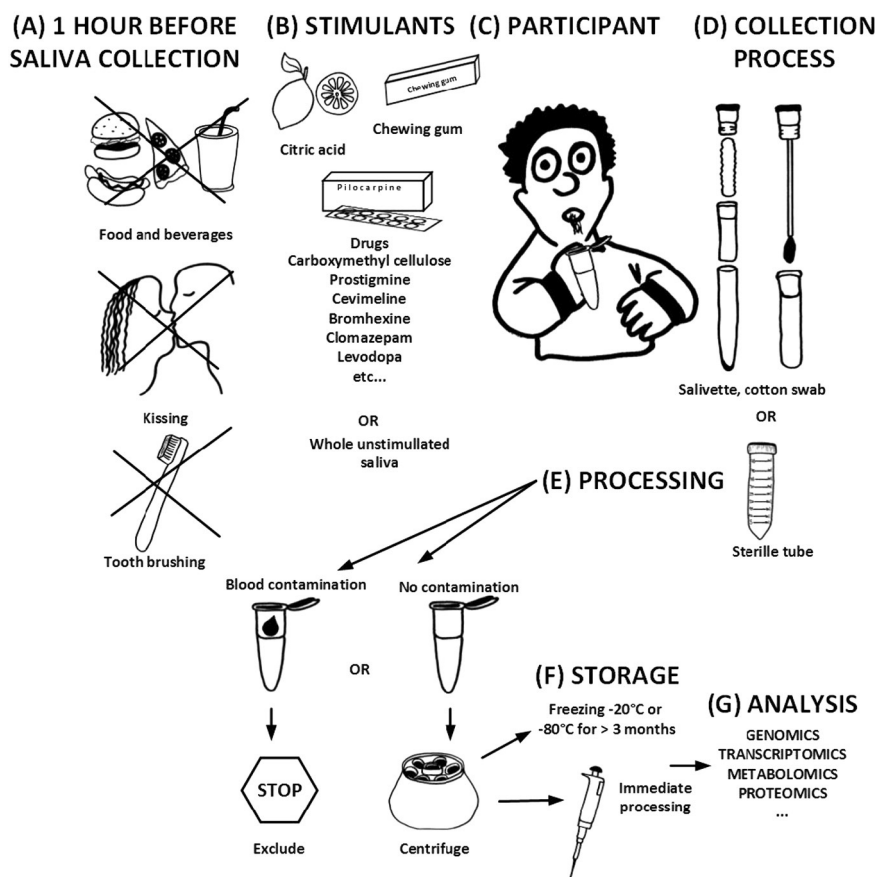 (A) 1 HOUR BEFORE
SALIVA COLLECTION
Food and beverages
Kissing
Tooth brushing
(B) STIMULANTS
Citric acid
Chewing gum
Chewing gum
Pilocarpine
Drugs
Carboxymethyl cellulose
Prostigmine
Cevimeline
Bromhexine
Clomazepam
Levodopa
etc...
OR
Whole unstimullated
saliva
(C) PARTICIPANT
(D) COLLECTION
PROCESS
Salivette, cotton swab
OR
Sterille tube
(E) PROCESSING
Blood contamination
No contamination
OR
STOP
Exclude
Centrifuge
(F) STORAGE
Freezing -20°C or
-80°C for > 3 months
Immediate
processing
(G) ANALYSIS
GENOMICS
TRANSCRIPTOMICS
METABOLOMICS
PROTEOMICS
...